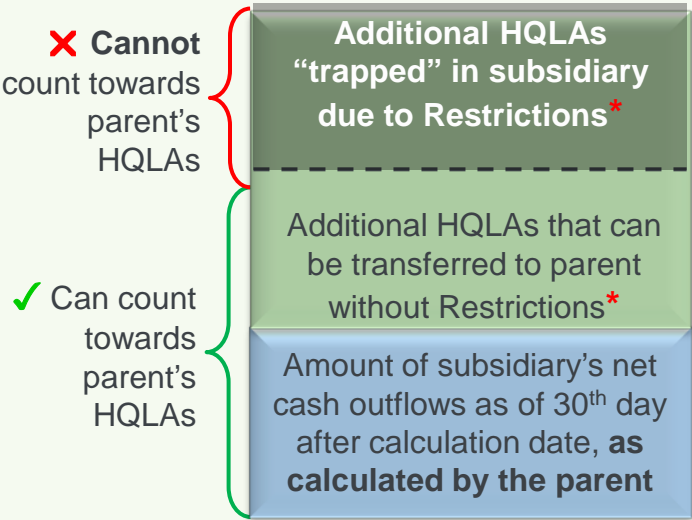 ✘ Cannot
count towards
parent's
HQLAs
Additional HQLAs
“trapped” in subsidiary
due to Restrictions*
Additional HQLAs that can
be transferred to parent
without Restrictions*
✓ Can count
towards
parent's
HQLAs
Amount of subsidiary's net
cash outflows as of 30th day
after calculation date, as
calculated by the parent